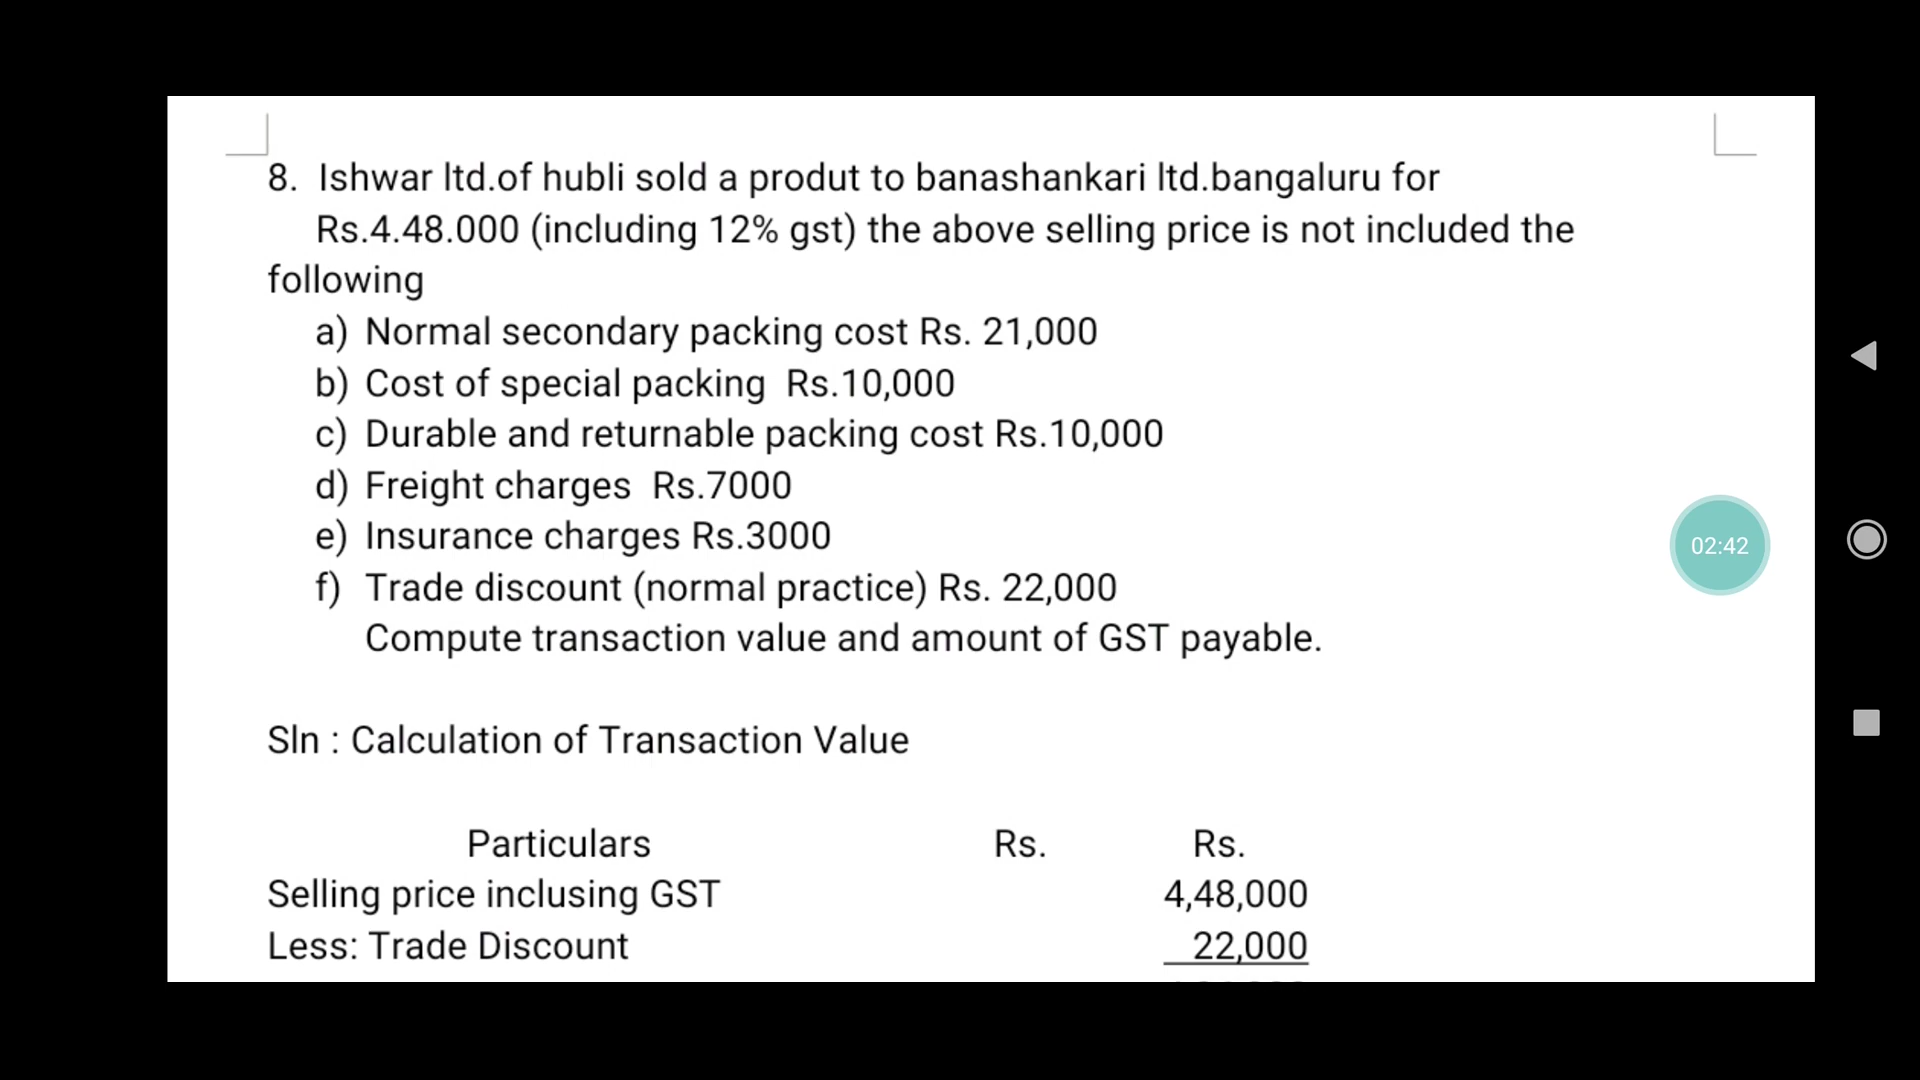 8. Ishwar ltd.of hubli sold a produt to banashankari ltd.bangaluru for
Rs.4.48.000 (including 12% gst) the above selling price is not included the
following
a) Normal secondary packing cost Rs. 21,000
b) Cost of special packing Rs.10,000
c) Durable and returnable packing cost Rs.10,000
d) Freight charges Rs.7000
e) Insurance charges Rs.3000
f) Trade discount (normal practice) Rs. 22,000
Compute transaction value and amount of GST payable.
02:42
Sln : Calculation of Transaction Value
Particulars Rs. Rs.
Selling price inclusing GST 4,48,000
Less: Trade Discount 22,000